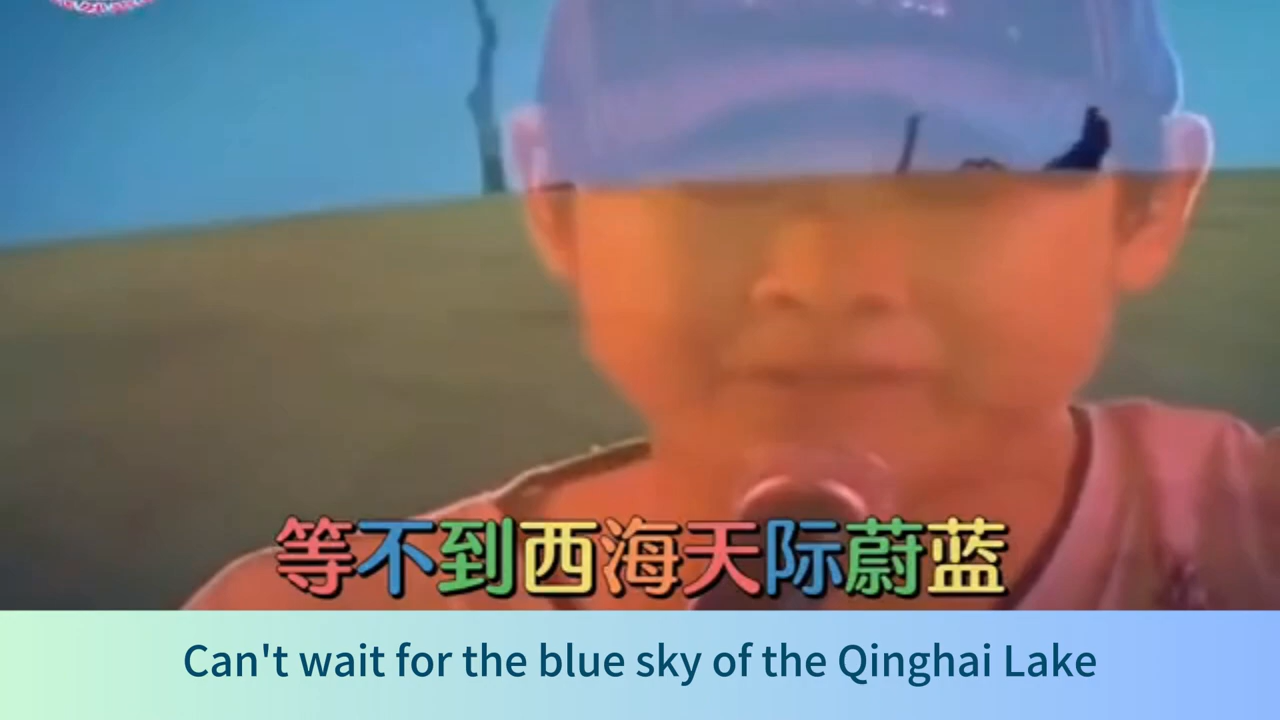 等不到西海天际蔚蓝
Can't wait for the blue sky of the Qinghai Lake